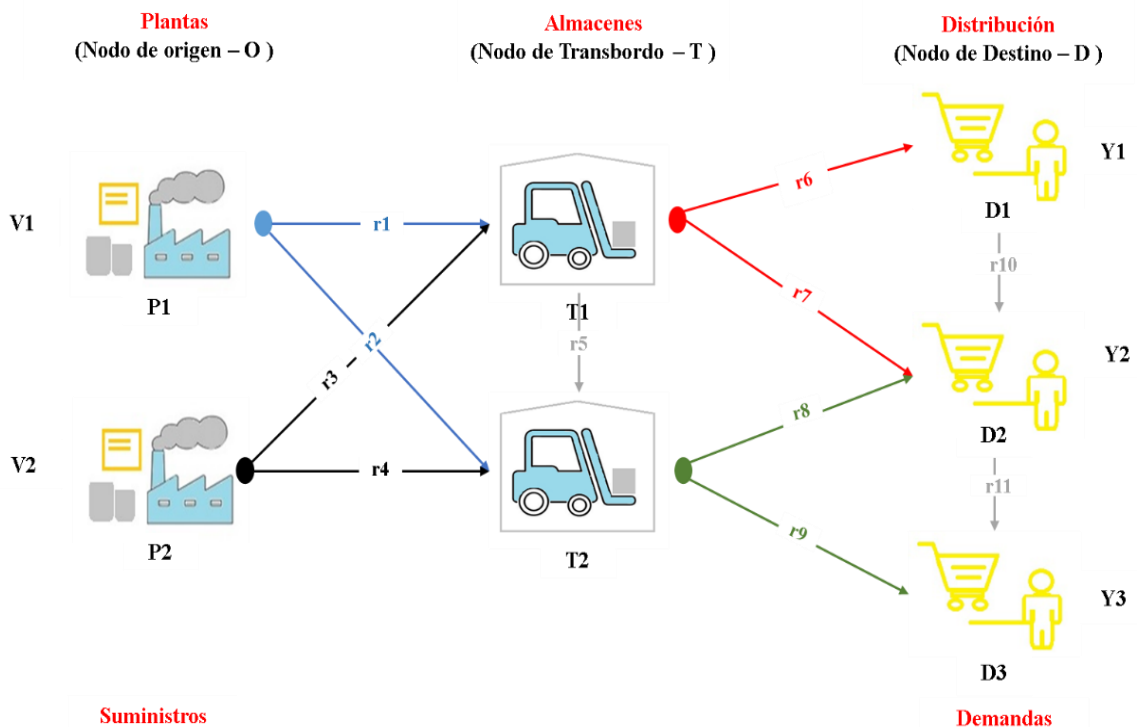 Plantas
(Nodo de origen – O )
Almacenes
(Nodo de Transbordo – T )
Distribución
(Nodo de Destino – D )
Y1
r6
V1
r1
D1
r10
r7
P1
T1
r2
r5
Y2
r3
r8
D2
V2
r4
r11
r9
P2
T2
Y3
D3
Suministros
Demandas